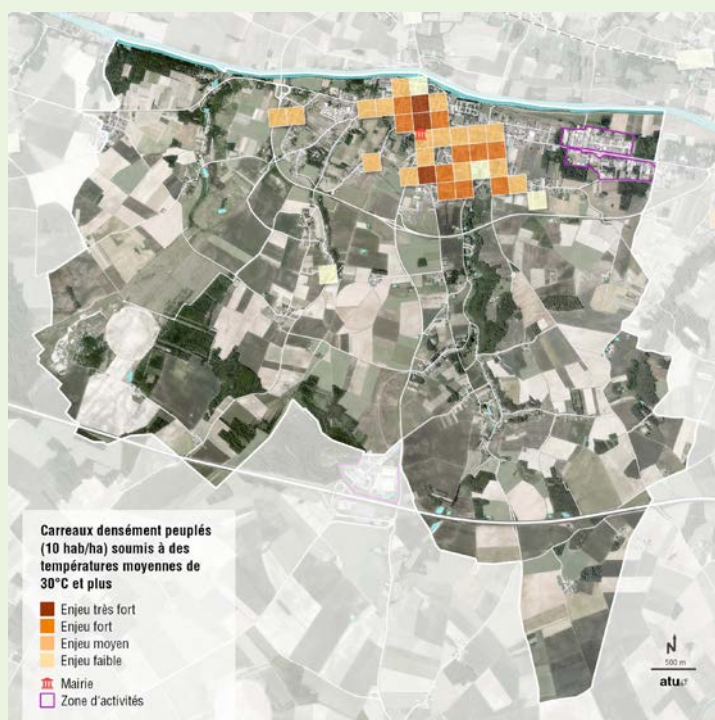 Carreaux densément peuplés
(10 hab/ha) soumis à des
températures moyennes de
30°C et plus
Enjeu très fort
Enjeu fort
Enjeu moyen
Enjeu faible
Mairie
Zone d'activités
N
500 m
atu